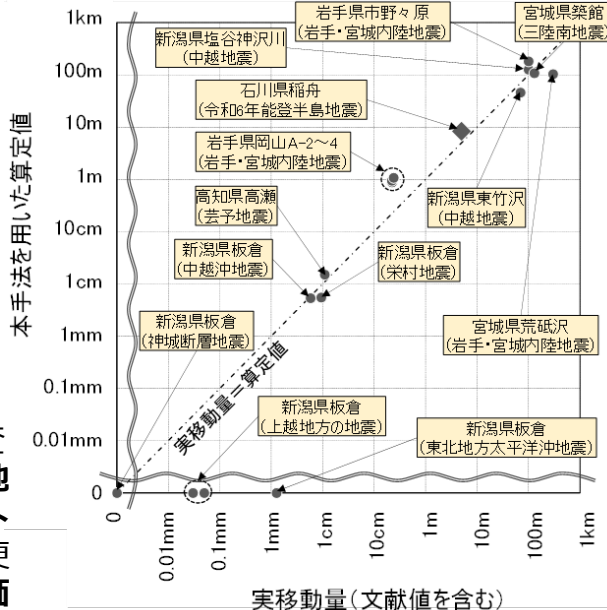 岩手県市野々原
(岩手・宮城内陸地震)
宮城県築館
(三陸南地震)
新潟県塩谷神沢川
(中越地震)
石川県稲舟
(令和6年能登半島地震)
岩手県岡山A-2~4
(岩手・宮城内陸地震)
高知県高瀬
(芸予地震)
新潟県東竹沢
(中越地震)
新潟県板倉
(中越沖地震)
新潟県板倉
(栄村地震)
新潟県板倉
(神城断層地震)
宮城県荒砥沢
(岩手・宮城内陸地震)
実移動量=算定値
新潟県板倉
(上越地方の地震)
新潟県板倉
(東北地方太平洋沖地震)
本手法を用いた算定値
1km
100m
10m
1m
10cm
1cm
1mm
0.1mm
0.01mm
0
0
0.01mm
0.1mm
1cm
10cm
1m
10m
100m
1km
実移動量(文献値を含む)